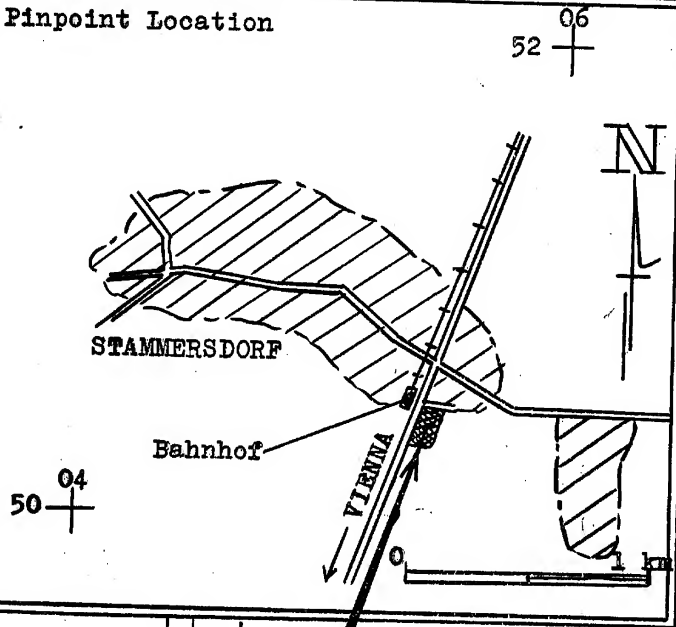 Pinpoint Location
06
52
N
STAMMERSDORF
Bahnhof
VIENNA
04
50
0 1 km